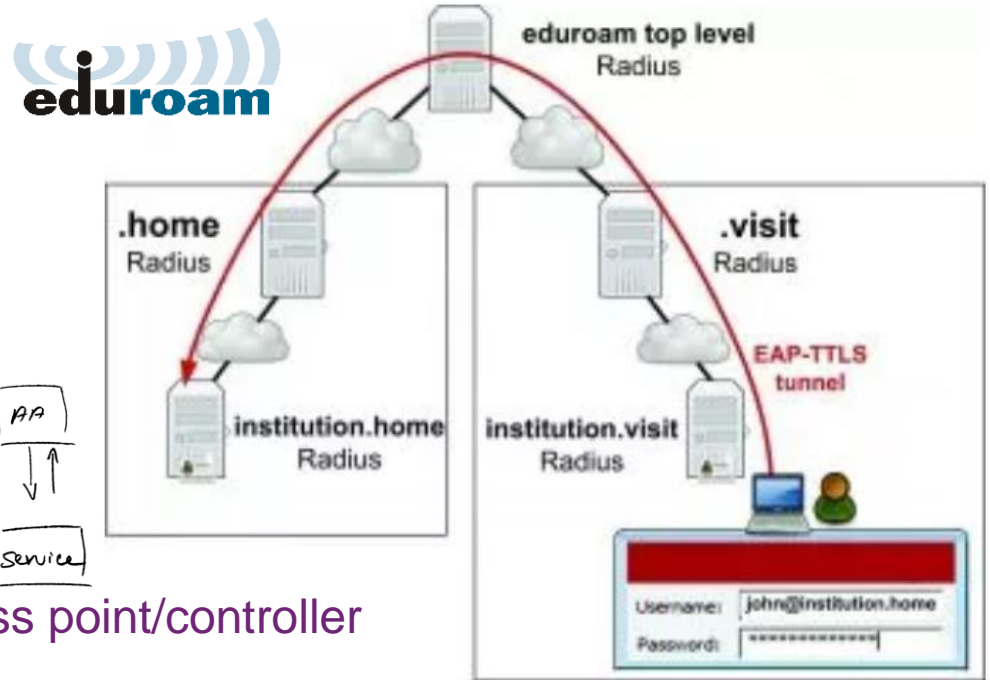 eduroam
eduroam top level
Radius
.home
Radius
.visit
Radius
EAP-TTLS
tunnel
institution.home
Radius
institution.visit
Radius
AA
service
ss point/controller
Username: john@institution.home
Password: **************